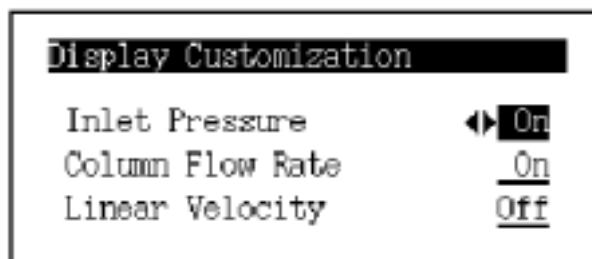 Display Customization
Inlet Pressure ◀▶ On
Column Flow Rate On
Linear Velocity Off